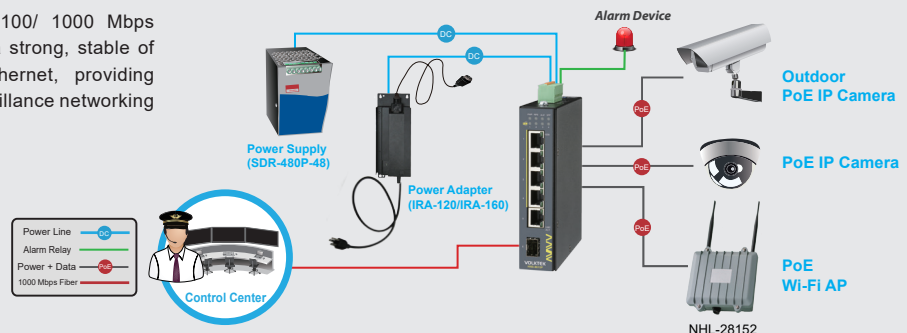 100/ 1000 Mbps
strong, stable of
hernet, providing
illance networking
Alarm Device
DC
DC
Outdoor
PoE IP Camera
PoE
Power Supply
(SDR-480P-48)
PoE
PoE IP Camera
Power Adapter
(IRA-120/IRA-160)
Power Line
DC
Alarm Relay
Power + Data
PoE
1000 Mbps Fiber
Control Center
VOLKTEK
PoE
PoE
Wi-Fi AP
NHL-28152